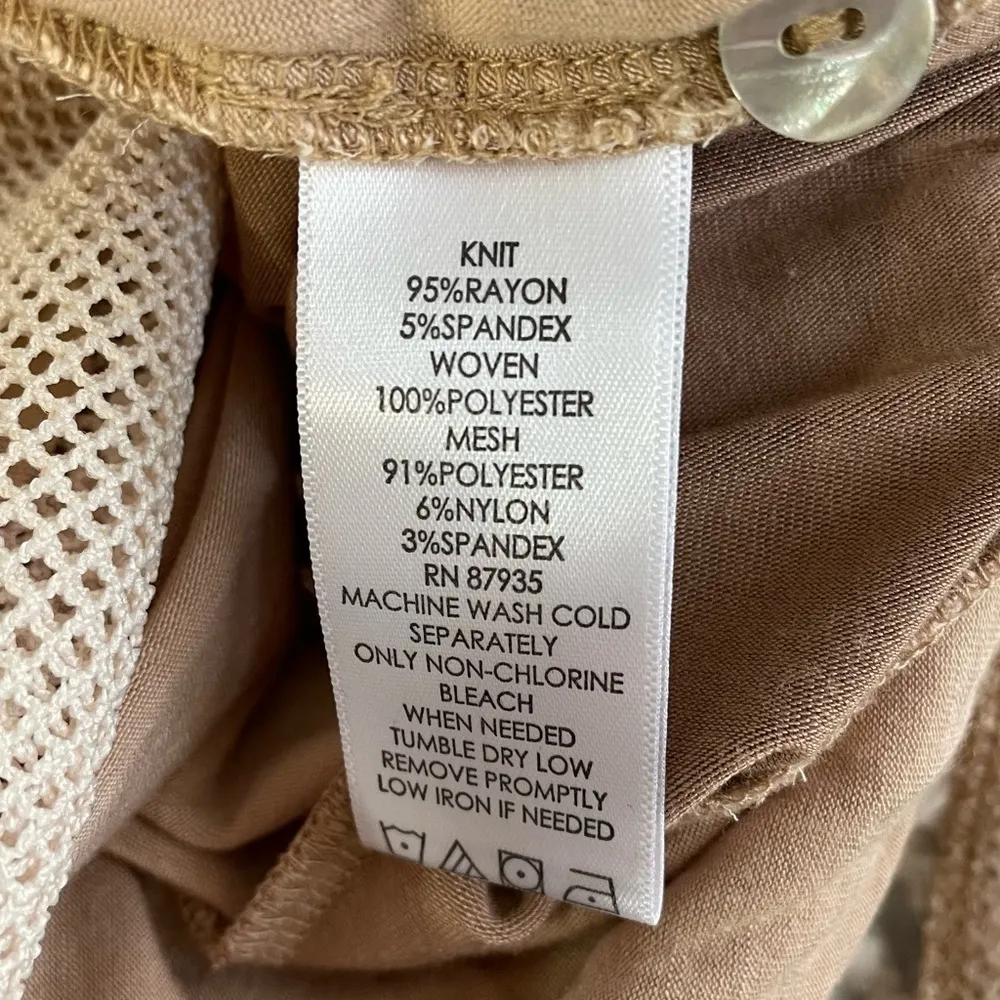 KNIT
95%RAYON
5%SPANDEX
WOVEN
100%POLYESTER
MESH
91%POLYESTER
6%NYLON
3%SPANDEX
RN 87935
MACHINE WASH COLD
SEPARATELY
ONLY NON-CHLORINE
BLEACH
WHEN NEEDED
TUMBLE DRY LOW
REMOVE PROMPTLY
LOW IRON IF NEEDED